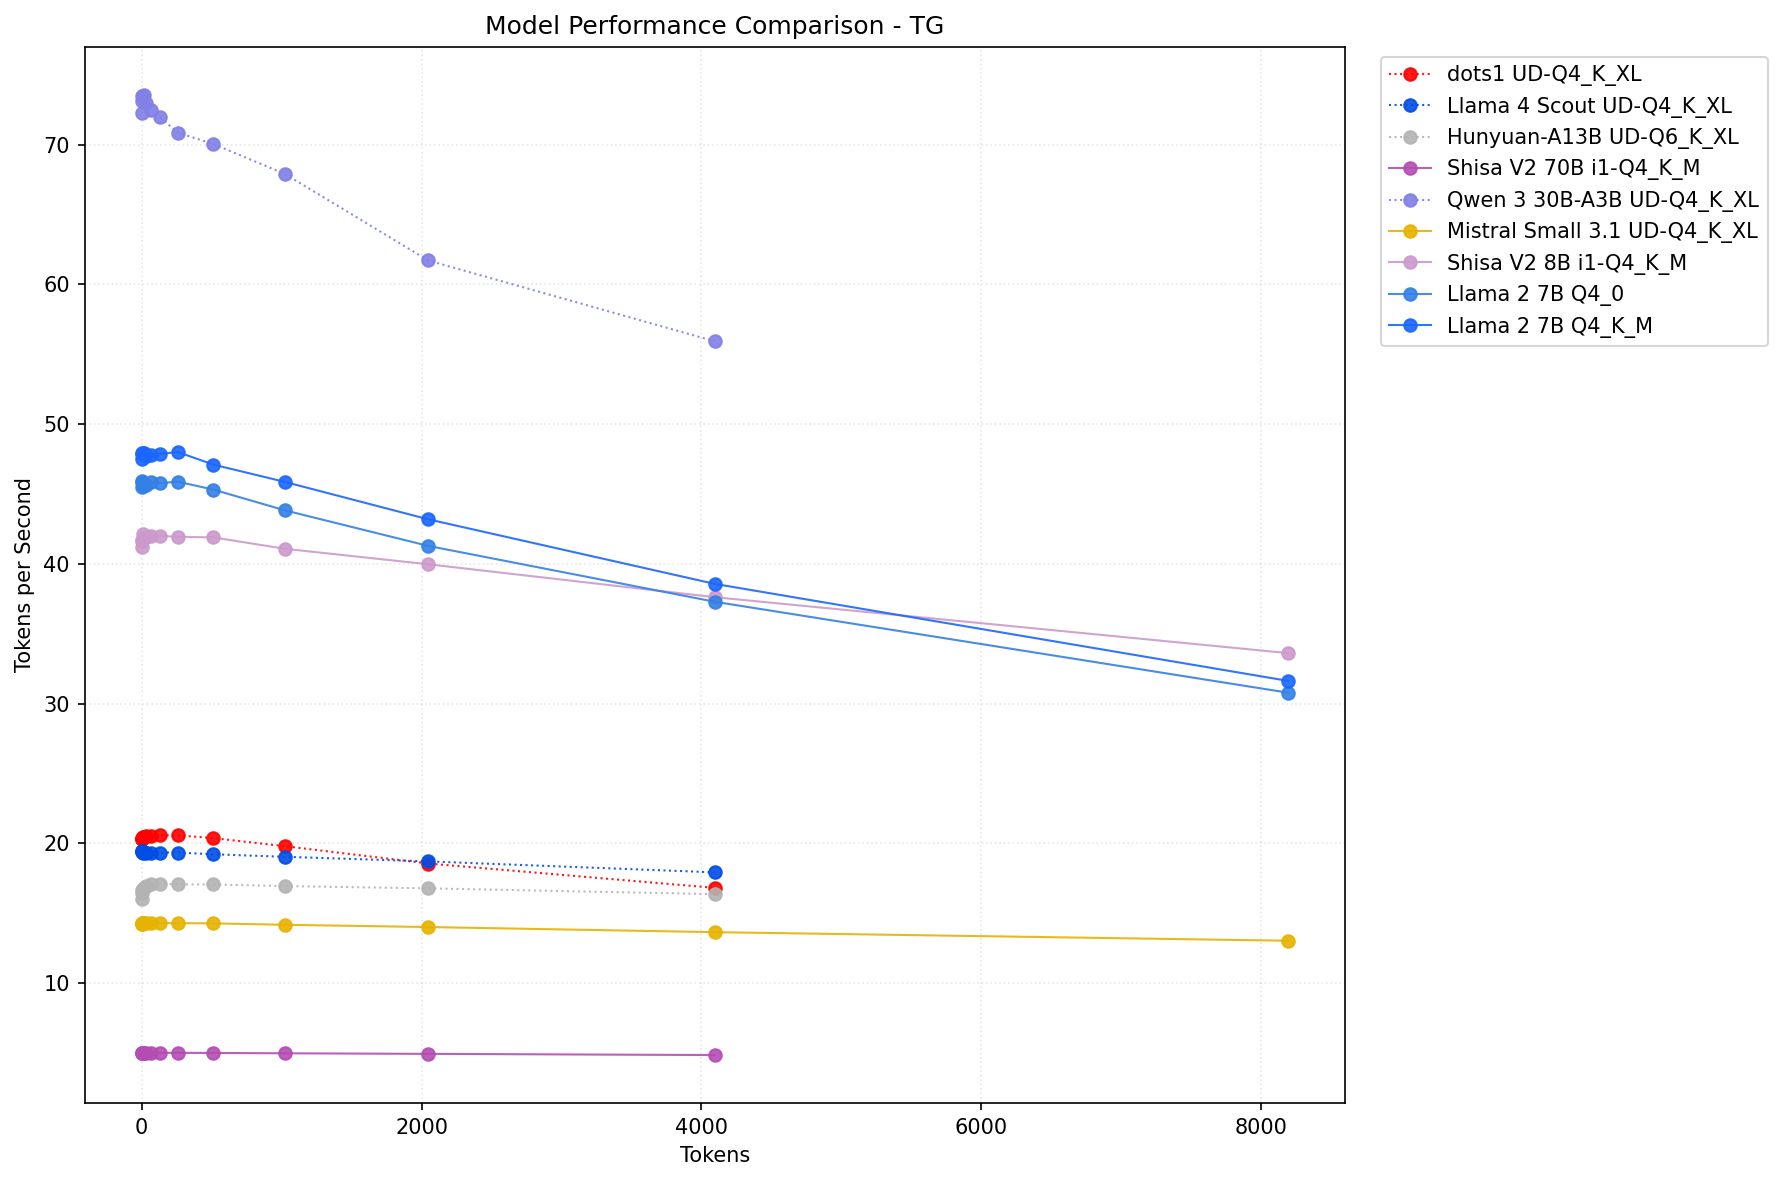 Model Performance Comparison - TG
dots1 UD-Q4_K_XL
Llama 4 Scout UD-Q4_K_XL
Hunyuan-A13B UD-Q6_K_XL
Shisa V2 70B i1-Q4_K_M
Qwen 3 30B-A3B UD-Q4_K_XL
Mistral Small 3.1 UD-Q4_K_XL
Shisa V2 8B i1-Q4_K_M
Llama 2 7B Q4_0
Llama 2 7B Q4_K_M
Tokens per Second
70
60
50
40
30
20
10
0 2000 4000 6000 8000
Tokens